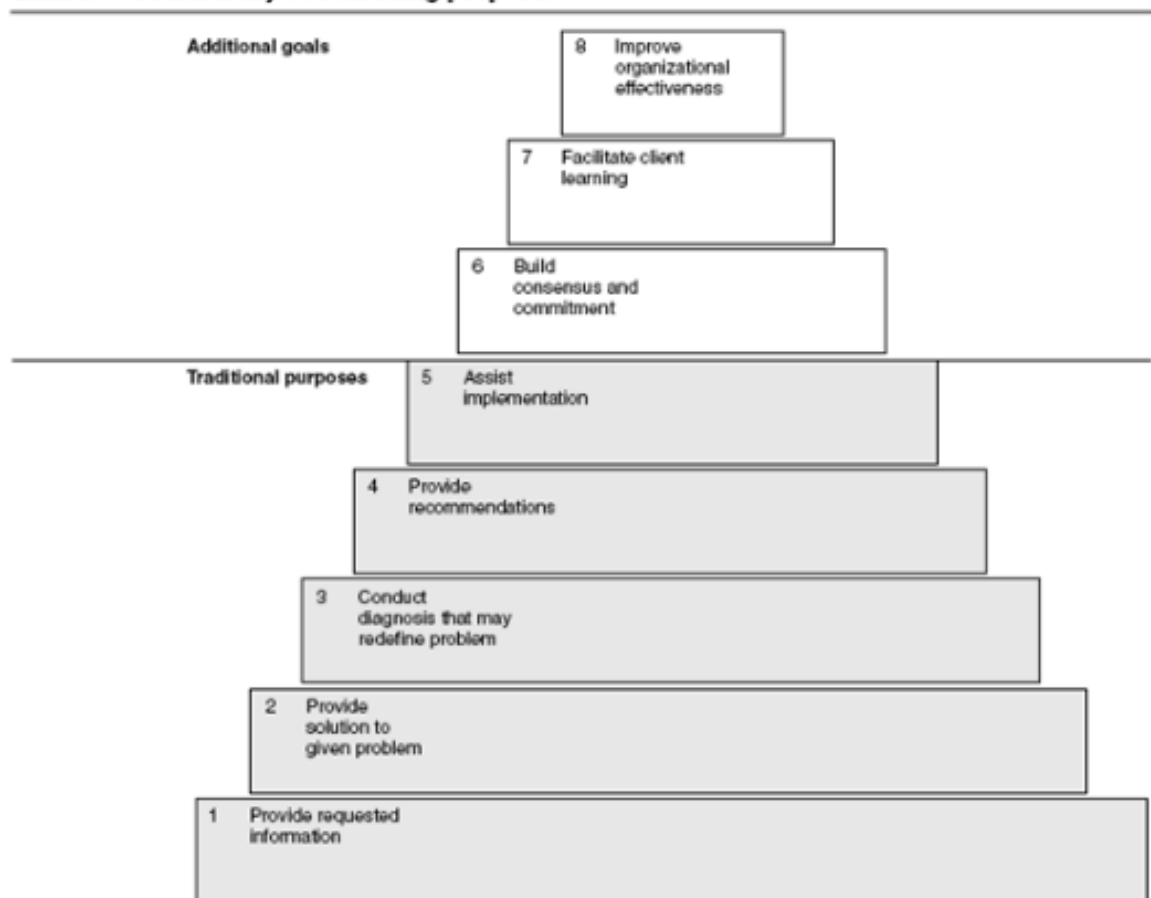 Additional goals
8 Improve
organizational
effectiveness
7 Facilitate client
learning
6 Build
consensus and
commitment
Traditional purposes
5 Assist
implementation
4 Provide
recommendations
3 Conduct
diagnosis that may
redefine problem
2 Provide
solution to
given problem
1 Provide requested
information